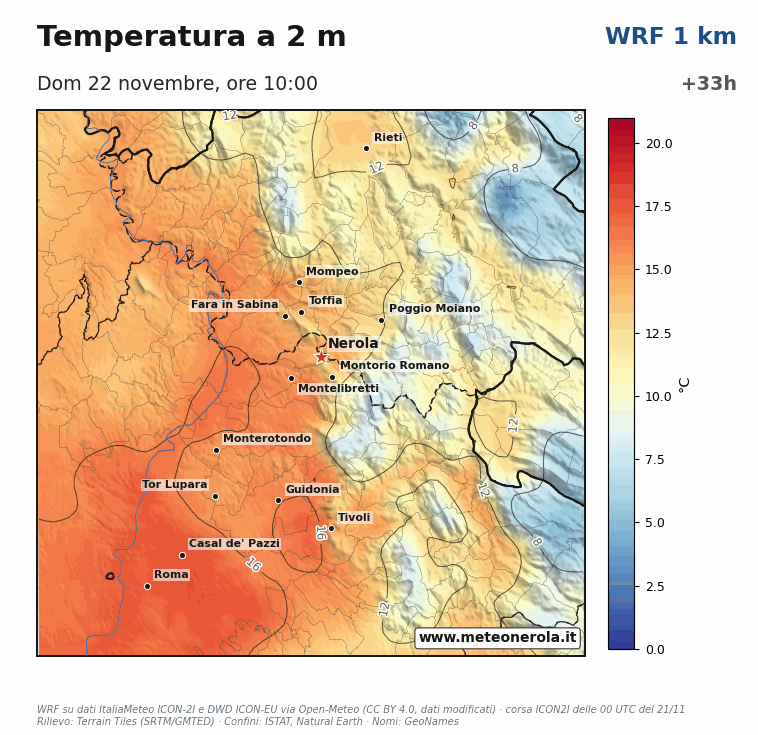 Temperatura a 2 m
WRF 1 km
Dom 22 novembre, ore 10:00
+33h
12
8
8
Rieti
12
8
Mompeo
Fara in Sabina
Toffia
Poggio Moiano
Nerola
Montorio Romano
Montelibretti
12
Monterotondo
Tor Lupara
Guidonia
12
Tivoli
16
8
Casal de' Pazzi
16
Roma
12
www.meteonerola.it
20.0
17.5
15.0
12.5
10.0
7.5
5.0
2.5
0.0
°C
WRF su dati ItaliaMeteo ICON-2I e DWD ICON-EU via Open-Meteo (CC BY 4.0, dati modificati) · corsa ICON2I delle 00 UTC del 21/11
Rilievo: Terrain Tiles (SRTM/GMTED) · Confini: ISTAT, Natural Earth · Nomi: GeoNames